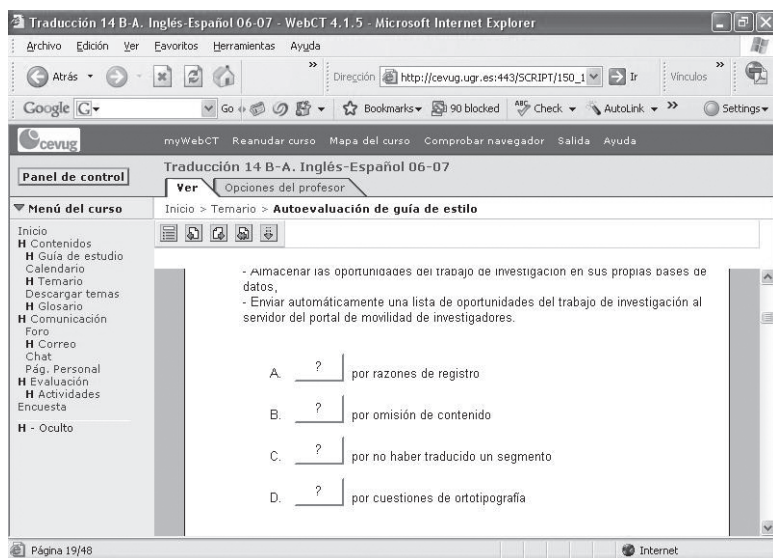 Traducción 14 B-A. Inglés-Español 06-07 - WebCT 4.1.5 - Microsoft Internet Explorer
Archivo Edición Ver Favoritos Herramientas Ayuda
Atrás Dirección http://cevug.ugr.es:443/SCRIPT/150_1 Ir Vínculos
Google G Go Bookmarks 90 blocked ABC Check AutoLink Settings
cevug myWebCT Reanudar curso Mapa del curso Comprobar navegador Salida Ayuda
Panel de control
Traducción 14 B-A. Inglés-Español 06-07
Ver Opciones del profesor
Menú del curso
Inicio > Temario > Autoevaluación de guía de estilo
Inicio
H Contenidos
H Guía de estudio
Calendario
H Temario
Descargar temas
H Glosario
H Comunicación
Foro
H Correo
Chat
Pág. Personal
H Evaluación
H Actividades
Encuesta
H - Oculto
- Almacenar las oportunidades del trabajo de investigación en sus propias bases de
datos,
- Enviar automáticamente una lista de oportunidades del trabajo de investigación al
servidor del portal de movilidad de investigadores.
A. ? por razones de registro
B. ? por omisión de contenido
C. ? por no haber traducido un segmento
D. ? por cuestiones de ortotipografía
Página 19/48 Internet